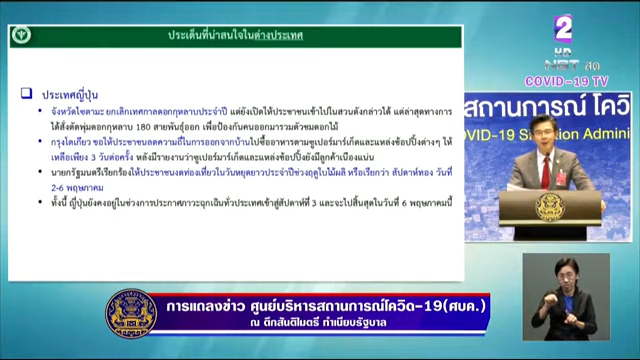 ประเด็นที่น่าสนใจในต่างประเทศ
2
HD
NBT สด
COVID-19 TV
ประเทศญี่ปุ่น
จังหวัดไซตามะ ยกเลิกเทศกาลดอกกุหลาบประจำปี แต่ยังเปิดให้ประชาชนเข้าไปในสวนดังกล่าวได้ แต่ล่าสุดทางการ
ได้สั่งตัดพุ่มดอกกุหลาบ 180 สายพันธุ์ออก เพื่อป้องกันคนออกมารวมตัวชมดอกไม้
กรุงโตเกียว ขอให้ประชาชนลดความถี่ในการออกจากบ้านไปซื้ออาหารตามซูเปอร์มาร์เก็ตและแหล่งช้อปปิ้งต่างๆ ให้
เหลือเพียง 3 วันต่อครั้ง หลังมีรายงานว่าซูเปอร์มาร์เก็ตและแหล่งช้อปปิ้งยังมีลูกค้าเนืองแน่น
นายกรัฐมนตรีเรียกร้องให้ประชาชนงดท่องเที่ยวในวันหยุดยาวประจำปีช่วงฤดูใบไม้ผลิ หรือเรียกว่า สัปดาห์ทอง วันที่
2-6 พฤษภาคม
ทั้งนี้ ญี่ปุ่นยังคงอยู่ในช่วงการประกาศภาวะฉุกเฉินทั่วประเทศเข้าสู่สัปดาห์ที่ 3 และจะไปสิ้นสุดในวันที่ 6 พฤษภาคมนี้
สถานการณ์ โควิ
OVID-19 Si
ation Admini
การแถลงข่าว ศูนย์บริหารสถานการณ์โควิด-19(ศบค.)
ณ ตึกสันติไมตรี ทำเนียบรัฐบาล